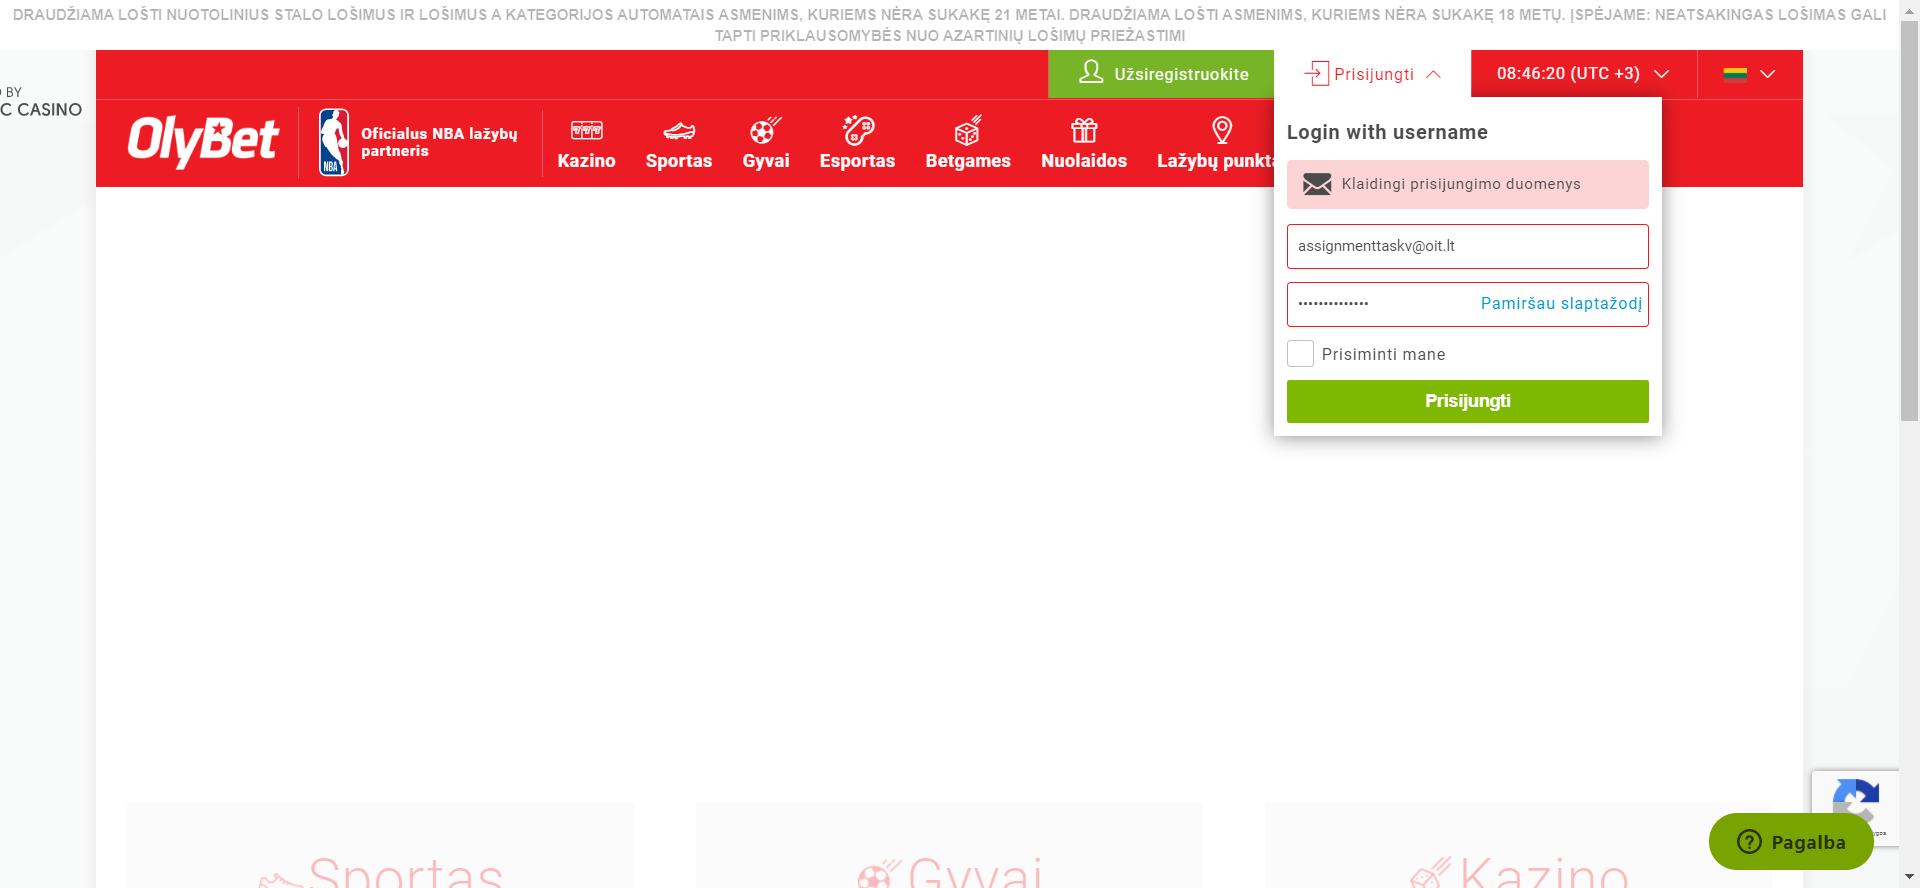 DRAUDŽIAMA LOŠTI NUOTOLINIUS STALO LOŠIMUS IR LOŠIMUS A KATEGORIJOS AUTOMATAIS ASMENIMS, KURIEMS NĖRA SUKAKĘ 21 METAI. DRAUDŽIAMA LOŠTI ASMENIMS, KURIEMS NĖRA SUKAKĘ 18 METŲ. ĮSPĖJAME: NEATSAKINGAS LOŠIMAS GALI
TAPTI PRIKLAUSOMYBĖS NUO AZARTINIŲ LOŠIMŲ PRIEŽASTIMI
BY
C CASINO
Užsiregistruokite
Prisijungti
08:46:20 (UTC +3)
OlyBet
NBA
Oficialus NBA lažybų
partneris
Kazino
Sportas
Gyvai
Esportas
Betgames
Nuolaidos
Lažybų punkta
Login with username
Klaidingi prisijungimo duomenys
assignmenttaskv@oit.lt
Pamiršau slaptažodį
Prisiminti mane
Prisijungti
Sportas
Gyvai
Kazino
Pagalba